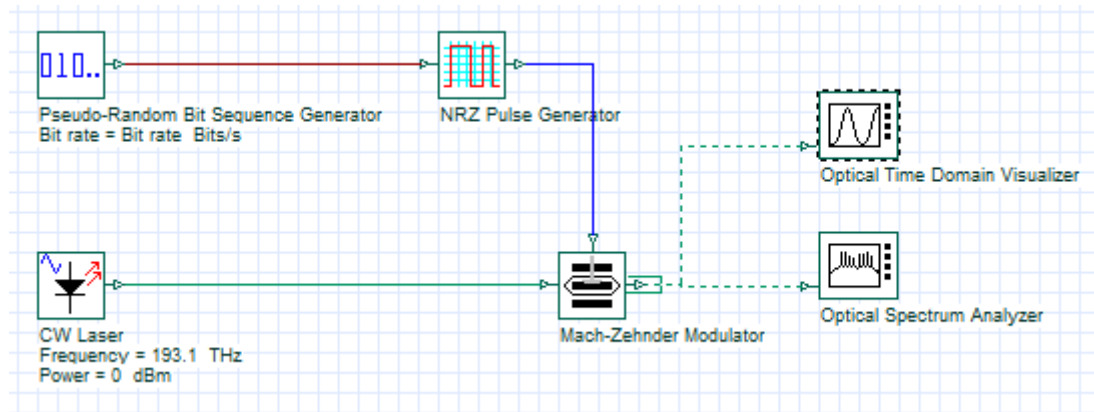 010..
Pseudo-Random Bit Sequence Generator
Bit rate = Bit rate  Bits/s
NRZ Pulse Generator
Optical Time Domain Visualizer
CW Laser
Frequency = 193.1  THz
Power = 0  dBm
Mach-Zehnder Modulator
Optical Spectrum Analyzer